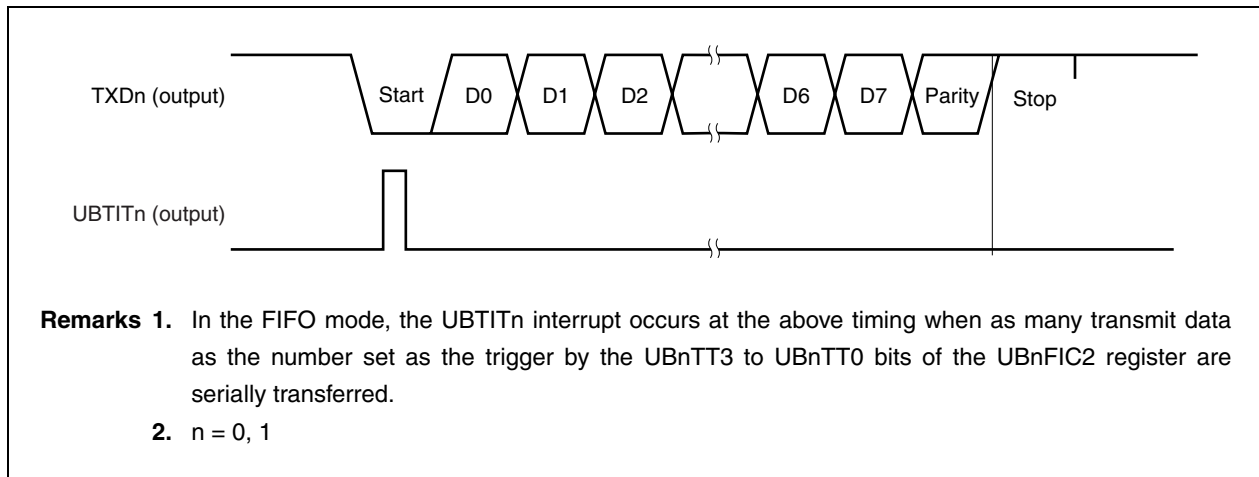 TXDn (output) Start D0 D1 D2 D6 D7 Parity Stop
UBTITn (output)
Remarks 1. In the FIFO mode, the UBTITn interrupt occurs at the above timing when as many transmit data
as the number set as the trigger by the UBnTT3 to UBnTT0 bits of the UBnFIC2 register are
serially transferred.
2. n = 0, 1